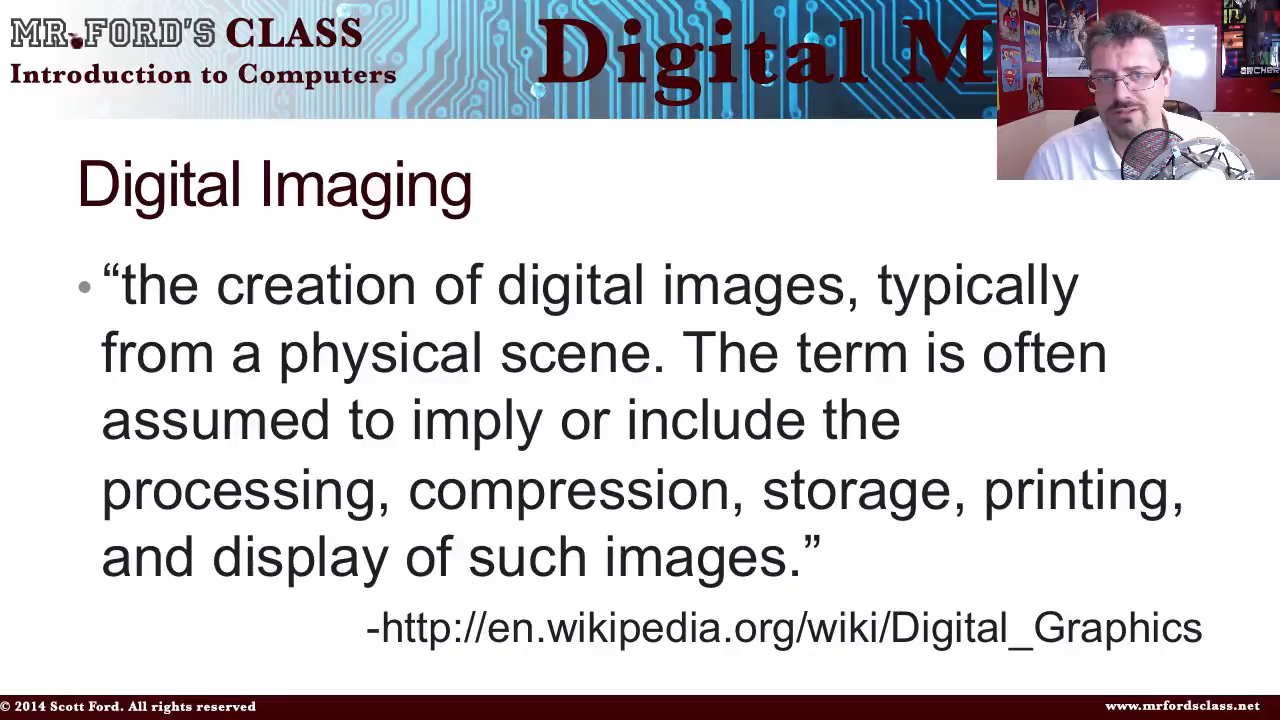 MR.FORD'S CLASS
Introduction to Computers
Digital M
ARCHER
Digital Imaging
• “the creation of digital images, typically
from a physical scene. The term is often
assumed to imply or include the
processing, compression, storage, printing,
and display of such images.”
-http://en.wikipedia.org/wiki/Digital_Graphics
© 2014 Scott Ford. All rights reserved
www.mrfordsclass.net